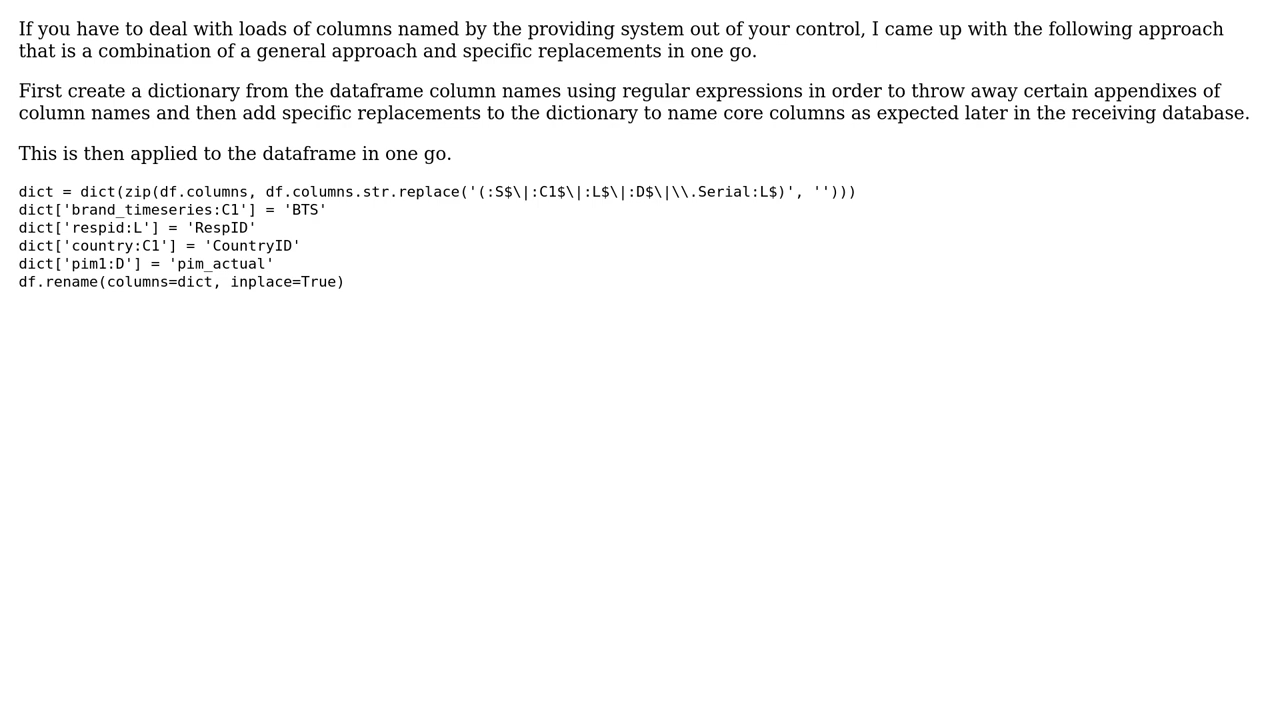 If you have to deal with loads of columns named by the providing system out of your control, I came up with the following approach
that is a combination of a general approach and specific replacements in one go.
First create a dictionary from the dataframe column names using regular expressions in order to throw away certain appendixes of
column names and then add specific replacements to the dictionary to name core columns as expected later in the receiving database.
This is then applied to the dataframe in one go.
dict = dict(zip(df.columns, df.columns.str.replace('(:S$\|:C1$\|:L$\|:D$\|\\.Serial:L$)', '')))
dict['brand_timeseries:C1'] = 'BTS'
dict['respid:L'] = 'RespID'
dict['country:C1'] = 'CountryID'
dict['pim1:D'] = 'pim_actual'
df.rename(columns=dict, inplace=True)